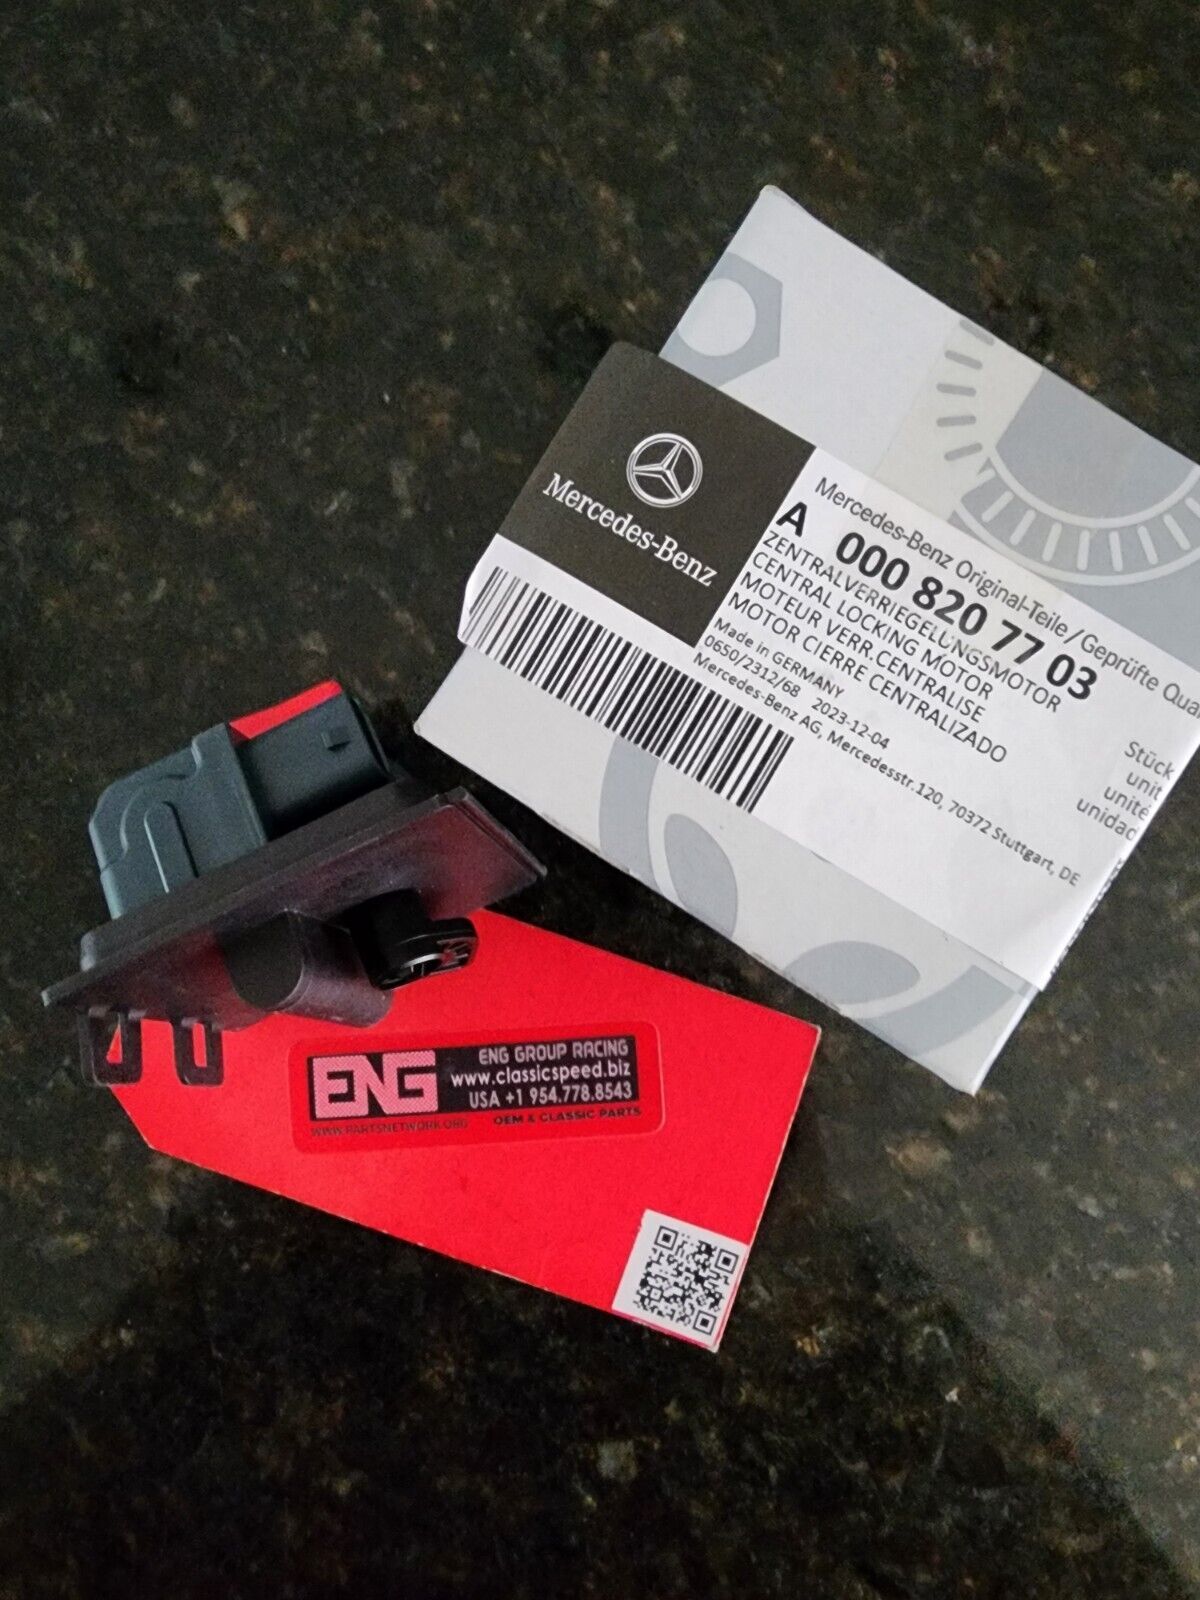 Mercedes-Benz
Mercedes-Benz Original-Teile / Geprüfte
A 000 820 77 03
ZENTRALVERRIEGELUNGSMOTOR
CENTRAL LOCKING MOTOR
MOTEUR VERR.CENTRALISE
MOTOR CIERRE CENTRALIZADO
Made in GERMANY
0650/2312/68 2023-12-04
Mercedes-Benz AG, Mercedesstr.120, 70372 Stuttgart, DE
Stück
unit
unité
unidad
ENG
ENG GROUP RACING
www.classicspeed.biz
USA +1 954.778.8543
WWW.PARTSNETWORK.ORG
OEM & CLASSIC PARTS